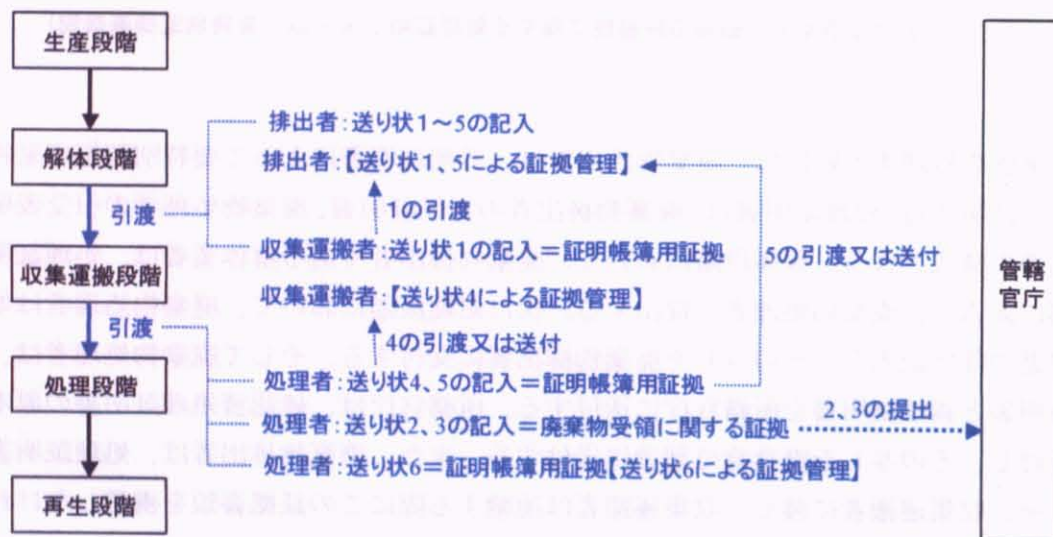 生産段階
解体段階
排出者：送り状1～5の記入
排出者：【送り状1、5による証拠管理】
引渡
1の引渡
収集運搬者：送り状1の記入＝証明帳簿用証拠
5の引渡又は送付
収集運搬段階
収集運搬者：【送り状4による証拠管理】
管轄
官庁
引渡
4の引渡又は送付
処理段階
処理者：送り状4、5の記入＝証明帳簿用証拠
処理者：送り状2、3の記入＝廃棄物受領に関する証拠
2、3の提出
処理者：送り状6＝証明帳簿用証拠【送り状6による証拠管理】
再生段階